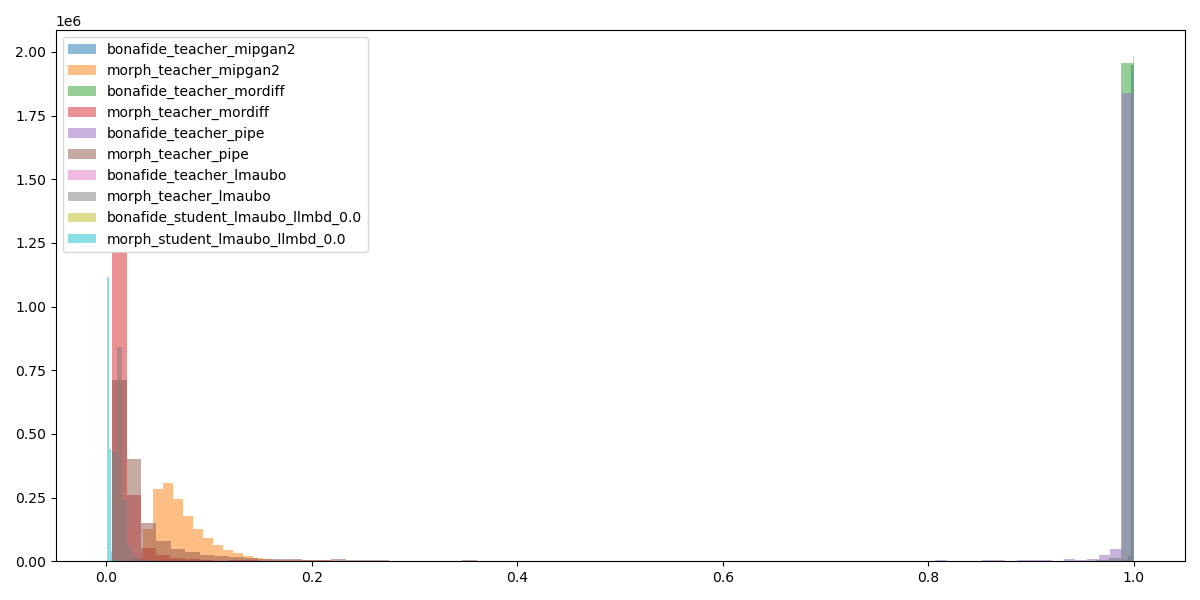 1e6
2.00
1.75
1.50
1.25
1.00
0.75
0.50
0.25
0.00
bonafide_teacher_mipgan2
morph_teacher_mipgan2
bonafide_teacher_mordiff
morph_teacher_mordiff
bonafide_teacher_pipe
morph_teacher_pipe
bonafide_teacher_lmaubo
morph_teacher_lmaubo
bonafide_student_lmaubo_llmbd_0.0
morph_student_lmaubo_llmbd_0.0
0.0 0.2 0.4 0.6 0.8 1.0